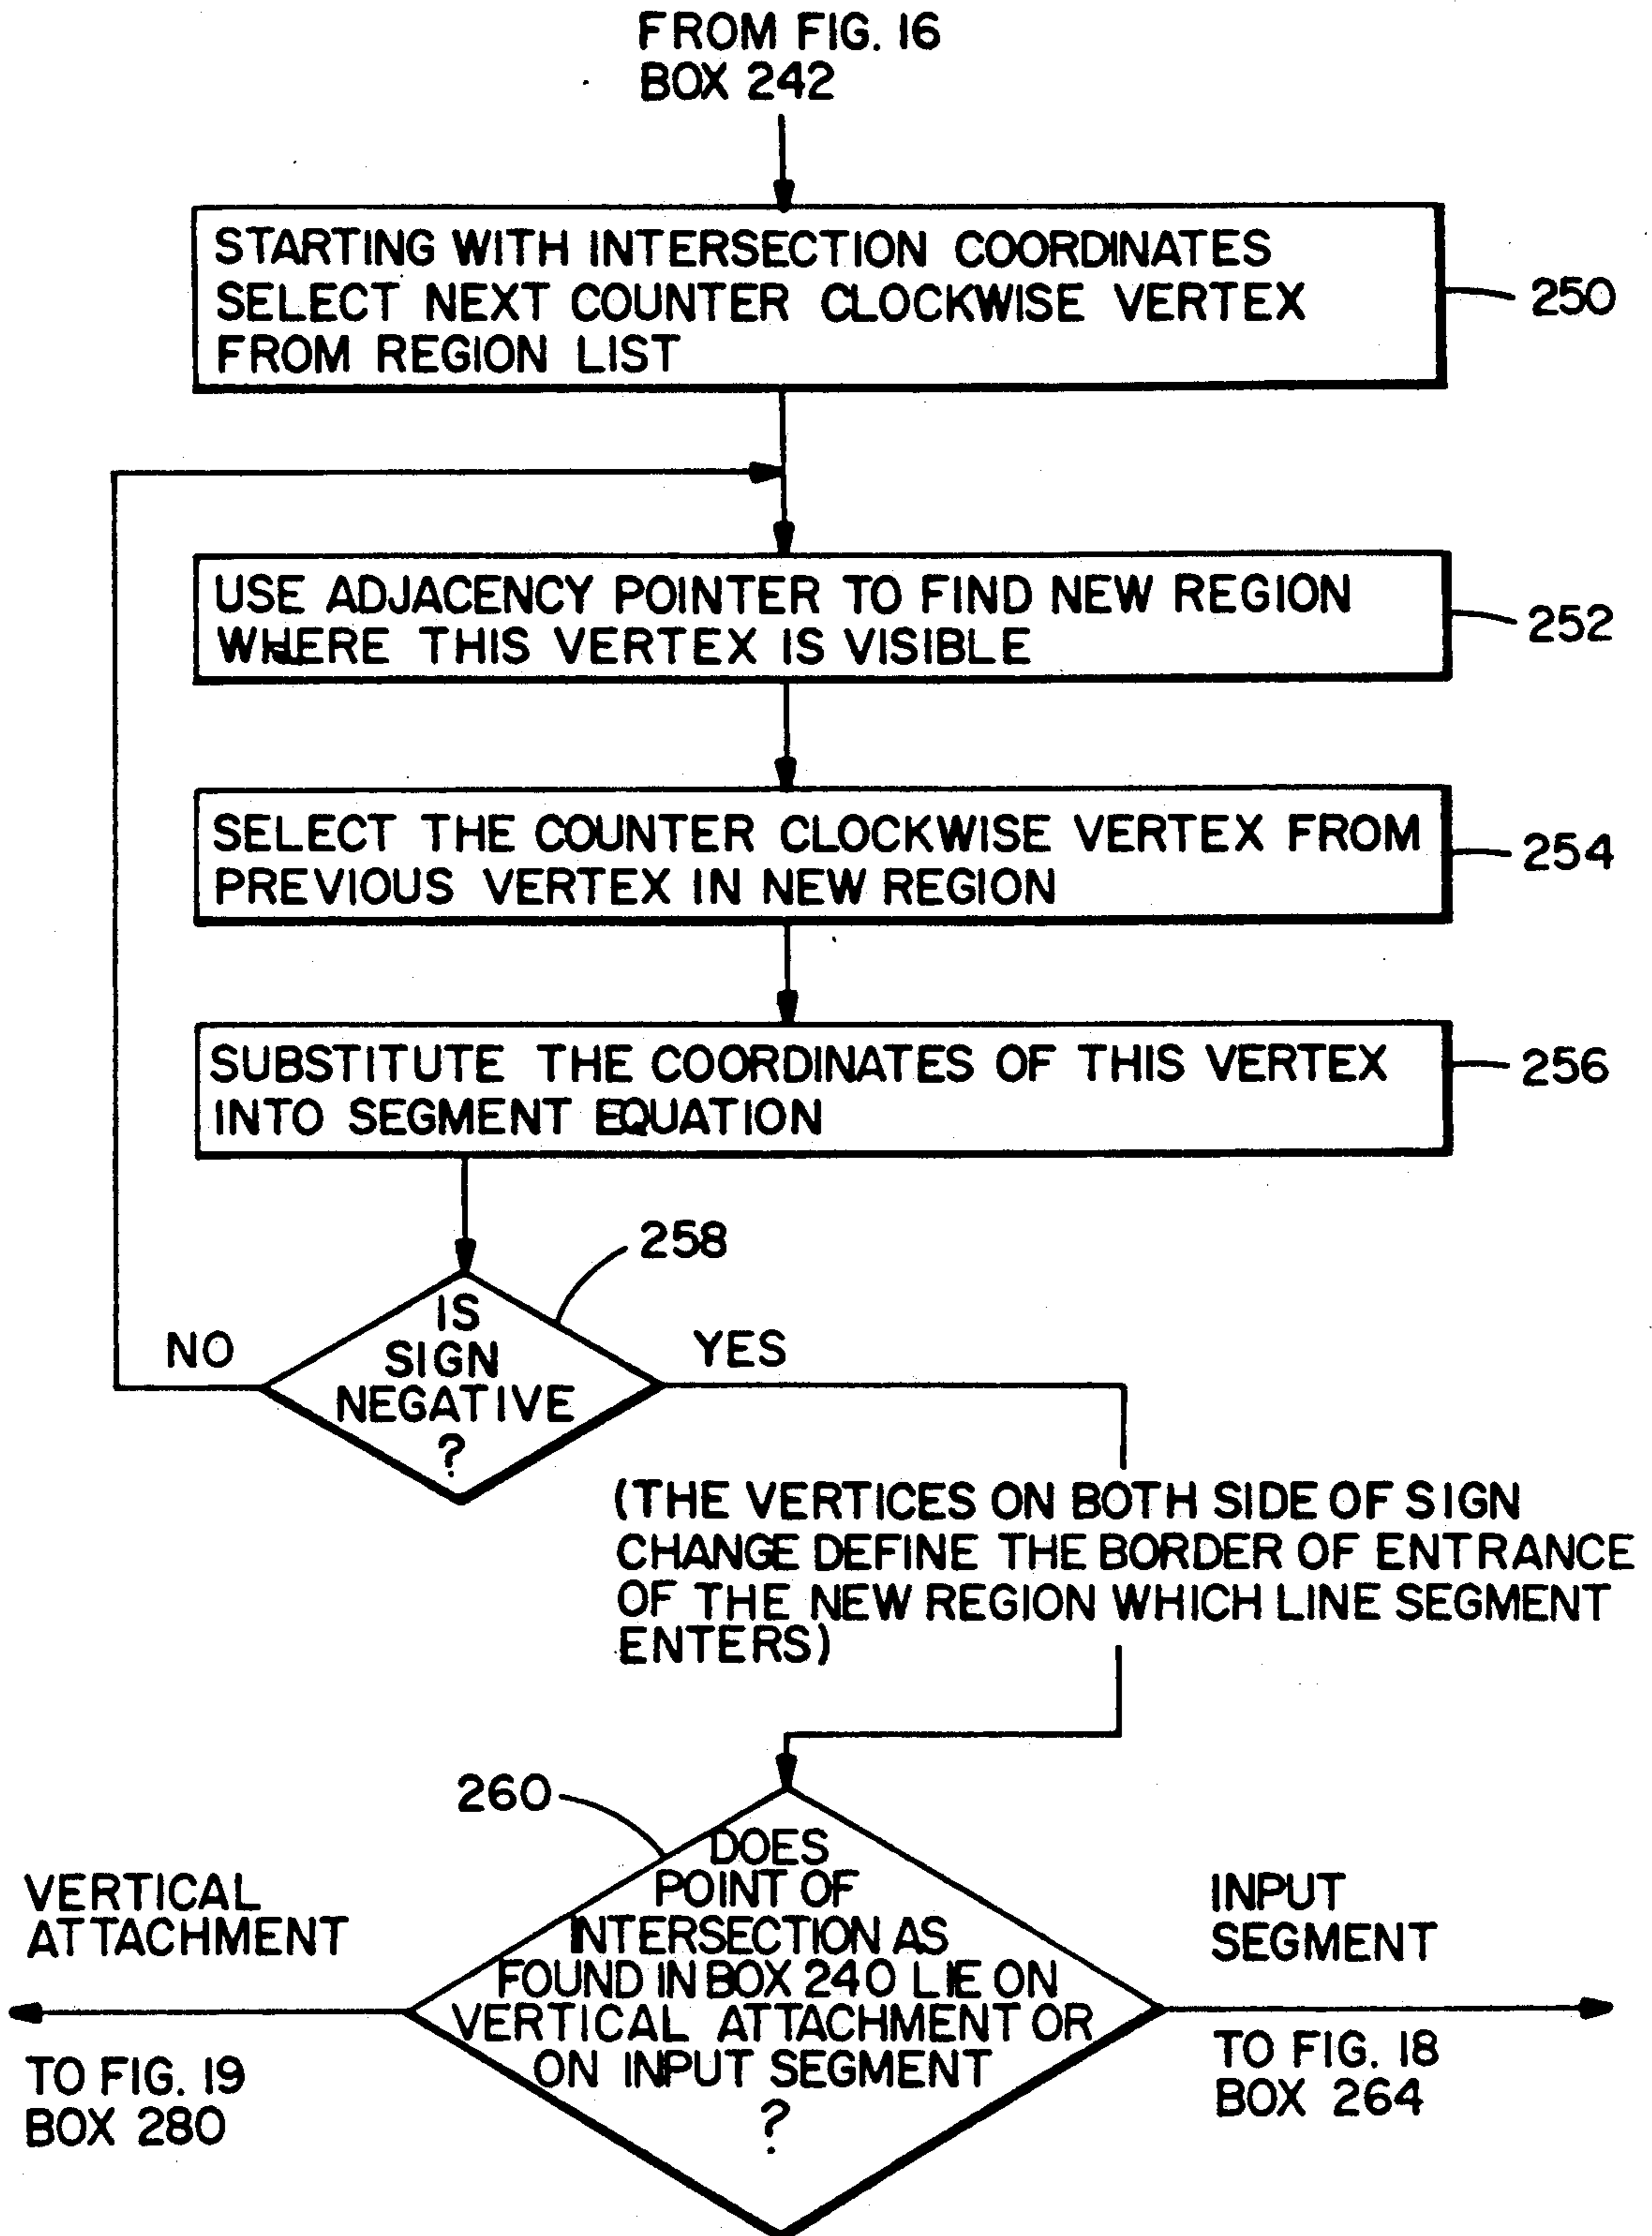 FROM FIG. 16
BOX 242
STARTING WITH INTERSECTION COORDINATES
SELECT NEXT COUNTER CLOCKWISE VERTEX
FROM REGION LIST
250
USE ADJACENCY POINTER TO FIND NEW REGION
WHERE THIS VERTEX IS VISIBLE
252
SELECT THE COUNTER CLOCKWISE VERTEX FROM
PREVIOUS VERTEX IN NEW REGION
254
SUBSTITUTE THE COORDINATES OF THIS VERTEX
INTO SEGMENT EQUATION
256
258
IS
SIGN
NEGATIVE
?
NO
YES
(THE VERTICES ON BOTH SIDE OF SIGN
CHANGE DEFINE THE BORDER OF ENTRANCE
OF THE NEW REGION WHICH LINE SEGMENT
ENTERS)
260
DOES
POINT OF
INTERSECTION AS
FOUND IN BOX 240 LIE ON
VERTICAL ATTACHMENT OR
ON INPUT SEGMENT
?
VERTICAL
ATTACHMENT
TO FIG. 19
BOX 280
INPUT
SEGMENT
TO FIG. 18
BOX 264